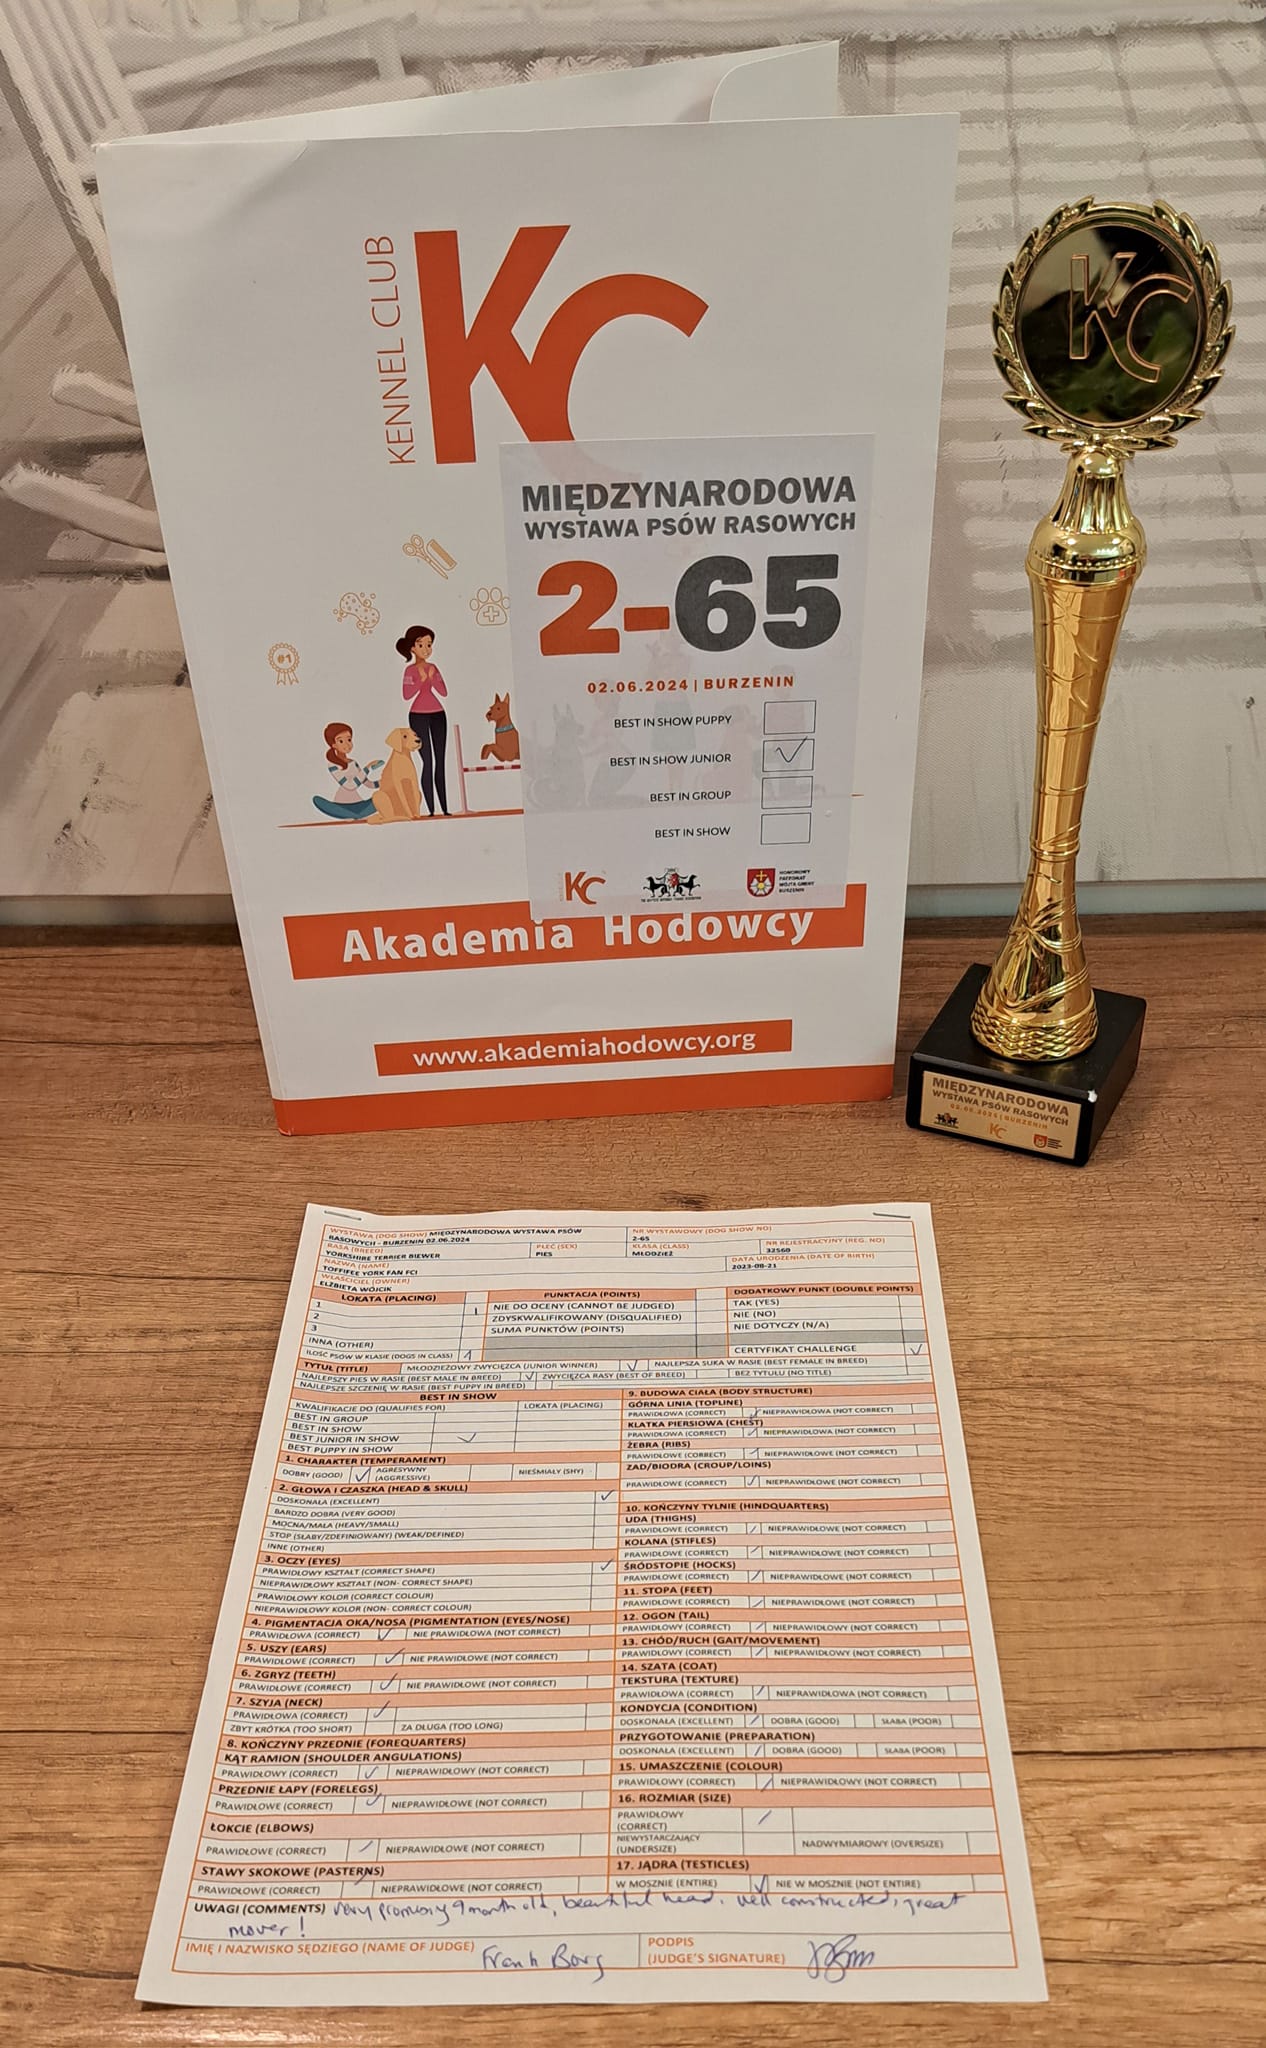 KENNEL CLUB
KC
MIĘDZYNARODOWA
WYSTAWA PSÓW RASOWYCH
2-65
02.06.2024 | BURZENIN
BEST IN SHOW PUPPY
BEST IN SHOW JUNIOR
BEST IN GROUP
BEST IN SHOW
#1
KC
HONOROWY
PATRONAT
WÓJTA GMINY
BURZENIN
Akademia Hodowcy
www.akademiahodowcy.org
KC
MIĘDZYNARODOWA
WYSTAWA PSÓW RASOWYCH
02.06.2024 | BURZENIN
KC
WYSTAWA (DOG SHOW) MIĘDZYNARODOWA WYSTAWA PSÓW
RASOWYCH - BURZENIN 02.06.2024
NR WYSTAWOWY (DOG SHOW NO)
2-65
RASA (BREED)
YORKSHIRE TERRIER BIEWER
PŁEĆ (SEX)
PIES
KLASA (CLASS)
MŁODZIEŻ
NR REJESTRACYJNY (REG. NO)
32560
NAZWA (NAME)
TOFFIFEE YORK FAN FCI
DATA URODZENIA (DATE OF BIRTH)
2023-08-21
WŁAŚCICIEL (OWNER)
ELŻBIETA WÓJCIK
LOKATA (PLACING)
1
2
3
INNA (OTHER)
ILOŚĆ PSÓW W KLASIE (DOGS IN CLASS) 1
PUNKTACJA (POINTS)
NIE DO OCENY (CANNOT BE JUDGED)
ZDYSKWALIFIKOWANY (DISQUALIFIED)
SUMA PUNKTÓW (POINTS)
DODATKOWY PUNKT (DOUBLE POINTS)
TAK (YES)
NIE (NO)
NIE DOTYCZY (N/A)
CERTYFIKAT CHALLENGE
TYTUŁ (TITLE) MŁODZIEŻOWY ZWYCIĘZCA (JUNIOR WINNER) NAJLEPSZA SUKA W RASIE (BEST FEMALE IN BREED)
NAJLEPSZY PIES W RASIE (BEST MALE IN BREED) ZWYCIĘZCA RASY (BEST OF BREED) BEZ TYTUŁU (NO TITLE)
NAJLEPSZE SZCZENIĘ W RASIE (BEST PUPPY IN BREED)
BEST IN SHOW
KWALIFIKACJE DO (QUALIFIES FOR) LOKATA (PLACING)
BEST IN GROUP
BEST IN SHOW
BEST JUNIOR IN SHOW
BEST PUPPY IN SHOW
1. CHARAKTER (TEMPERAMENT)
DOBRY (GOOD) AGRESYWNY (AGGRESSIVE) NIEŚMIAŁY (SHY)
2. GŁOWA I CZASZKA (HEAD & SKULL)
DOSKONAŁA (EXCELLENT)
BARDZO DOBRA (VERY GOOD)
MOCNA/MAŁA (HEAVY/SMALL)
STOP (SŁABY/ZDEFINIOWANY) (WEAK/DEFINED)
INNE (OTHER)
3. OCZY (EYES)
PRAWIDŁOWY KSZTAŁT (CORRECT SHAPE)
NIEPRAWIDŁOWY KSZTAŁT (NON- CORRECT SHAPE)
PRAWIDŁOWY KOLOR (CORRECT COLOUR)
NIEPRAWIDŁOWY KOLOR (NON- CORRECT COLOUR)
4. PIGMENTACJA OKA/NOSA (PIGMENTATION (EYES/NOSE)
PRAWIDŁOWA (CORRECT) NIE PRAWIDŁOWA (NOT CORRECT)
5. USZY (EARS)
PRAWIDŁOWE (CORRECT) NIE PRAWIDŁOWE (NOT CORRECT)
6. ZGRYZ (TEETH)
PRAWIDŁOWE (CORRECT) NIE PRAWIDŁOWE (NOT CORRECT)
7. SZYJA (NECK)
PRAWIDŁOWA (CORRECT)
ZBYT KRÓTKA (TOO SHORT) ZA DŁUGA (TOO LONG)
8. KOŃCZYNY PRZEDNIE (FOREQUARTERS)
KĄT RAMION (SHOULDER ANGULATIONS)
PRAWIDŁOWY (CORRECT) NIEPRAWIDŁOWY (NOT CORRECT)
PRZEDNIE ŁAPY (FORELEGS)
PRAWIDŁOWE (CORRECT) NIEPRAWIDŁOWE (NOT CORRECT)
ŁOKCIE (ELBOWS)
PRAWIDŁOWE (CORRECT) NIEPRAWIDŁOWE (NOT CORRECT)
STAWY SKOKOWE (PASTERNS)
PRAWIDŁOWE (CORRECT) NIEPRAWIDŁOWE (NOT CORRECT)
9. BUDOWA CIAŁA (BODY STRUCTURE)
GÓRNA LINIA (TOPLINE)
PRAWIDŁOWA (CORRECT) NIEPRAWIDŁOWA (NOT CORRECT)
KLATKA PIERSIOWA (CHEST)
PRAWIDŁOWA (CORRECT) NIEPRAWIDŁOWA (NOT CORRECT)
ŻEBRA (RIBS)
PRAWIDŁOWE (CORRECT) NIEPRAWIDŁOWE (NOT CORRECT)
ZAD/BIODRA (CROUP/LOINS)
PRAWIDŁOWE (CORRECT) NIEPRAWIDŁOWE (NOT CORRECT)
10. KOŃCZYNY TYLNIE (HINDQUARTERS)
UDA (THIGHS)
PRAWIDŁOWE (CORRECT) NIEPRAWIDŁOWE (NOT CORRECT)
KOLANA (STIFLES)
PRAWIDŁOWE (CORRECT) NIEPRAWIDŁOWE (NOT CORRECT)
ŚRÓDSTOPIE (HOCKS)
PRAWIDŁOWE (CORRECT) NIEPRAWIDŁOWE (NOT CORRECT)
11. STOPA (FEET)
PRAWIDŁOWE (CORRECT) NIEPRAWIDŁOWE (NOT CORRECT)
12. OGON (TAIL)
PRAWIDŁOWY (CORRECT) NIEPRAWIDŁOWY (NOT CORRECT)
13. CHÓD/RUCH (GAIT/MOVEMENT)
PRAWIDŁOWY (CORRECT) NIEPRAWIDŁOWY (NOT CORRECT)
14. SZATA (COAT)
TEKSTURA (TEXTURE)
PRAWIDŁOWA (CORRECT) NIEPRAWIDŁOWA (NOT CORRECT)
KONDYCJA (CONDITION)
DOSKONAŁA (EXCELLENT) DOBRA (GOOD) SŁABA (POOR)
PRZYGOTOWANIE (PREPARATION)
DOSKONAŁA (EXCELLENT) DOBRA (GOOD) SŁABA (POOR)
15. UMASZCZENIE (COLOUR)
PRAWIDŁOWY (CORRECT) NIEPRAWIDŁOWY (NOT CORRECT)
16. ROZMIAR (SIZE)
PRAWIDŁOWY
(CORRECT)
NIEWYSTARCZAJĄCY
(UNDERSIZE) NADWYMIAROWY (OVERSIZE)
17. JĄDRA (TESTICLES)
W MOSZNIE (ENTIRE) NIE W MOSZNIE (NOT ENTIRE)
UWAGI (COMMENTS) very promising 9 month old, beautiful head, well constructed, great
mover!
IMIĘ I NAZWISKO SĘDZIEGO (NAME OF JUDGE) Frank Borg
PODPIS
(JUDGE'S SIGNATURE)